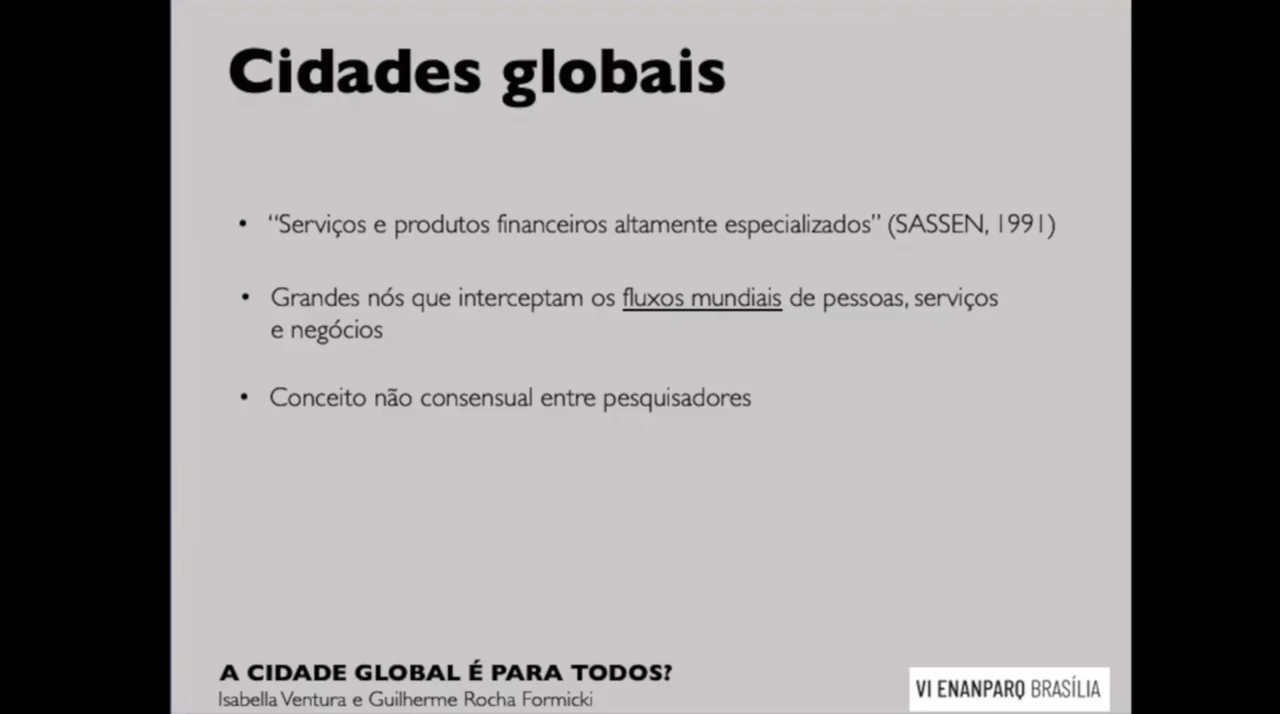 Cidades globais
• “Serviços e produtos financeiros altamente especializados” (SASSEN, 1991)
• Grandes nós que interceptam os fluxos mundiais de pessoas, serviços
e negócios
• Conceito não consensual entre pesquisadores
A CIDADE GLOBAL É PARA TODOS?
Isabella Ventura e Guilherme Rocha Formicki
VI ENANPARQ BRASÍLIA